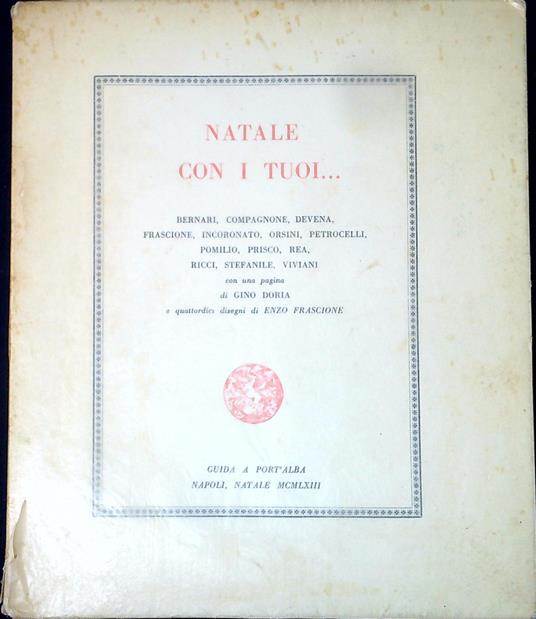 NATALE
CON I TUOI...
BERNARI, COMPAGNONE, DEVENA,
FRASCIONE, INCORONATO, ORSINI, PETROCELLI,
POMILIO, PRISCO, REA,
RICCI, STEFANILE, VIVIANI
con una pagina
di GINO DORIA
e quattordici disegni di ENZO FRASCIONE
GUIDA A PORT'ALBA
NAPOLI, NATALE MCMLXIII